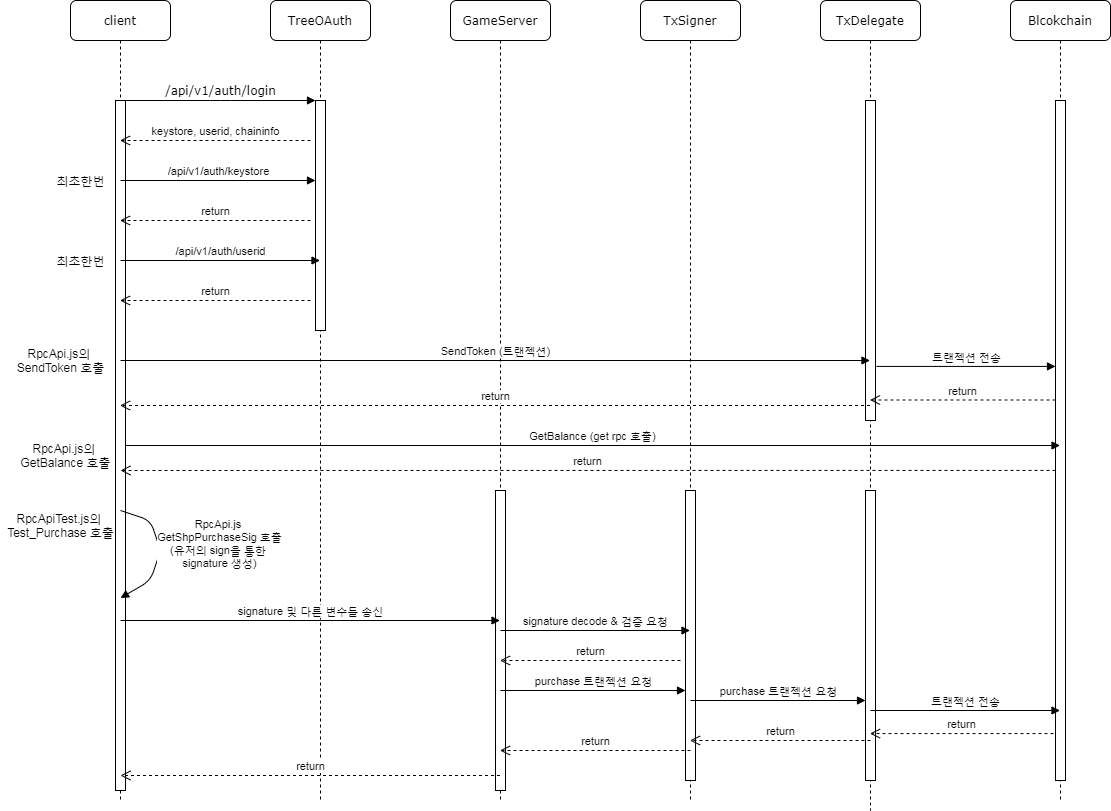 client
TreeOAuth
GameServer
TxSigner
TxDelegate
Blcokchain
/api/v1/auth/login
keystore, userid, chaininfo
최초한번
/api/v1/auth/keystore
return
최초한번
/api/v1/auth/userid
return
RpcApi.js의
SendToken 호출
SendToken (트랜젝션)
트랜젝션 전송
return
return
RpcApi.js의
GetBalance 호출
GetBalance (get rpc 호출)
return
RpcApiTest.js의
Test_Purchase 호출
RpcApi.js
GetShpPurchaseSig 호출
(유저의 sign을 통한
signature 생성)
signature 및 다른 변수들 송신
signature decode & 검증 요청
return
purchase 트랜젝션 요청
purchase 트랜젝션 요청
트랜젝션 전송
return
return
return
return